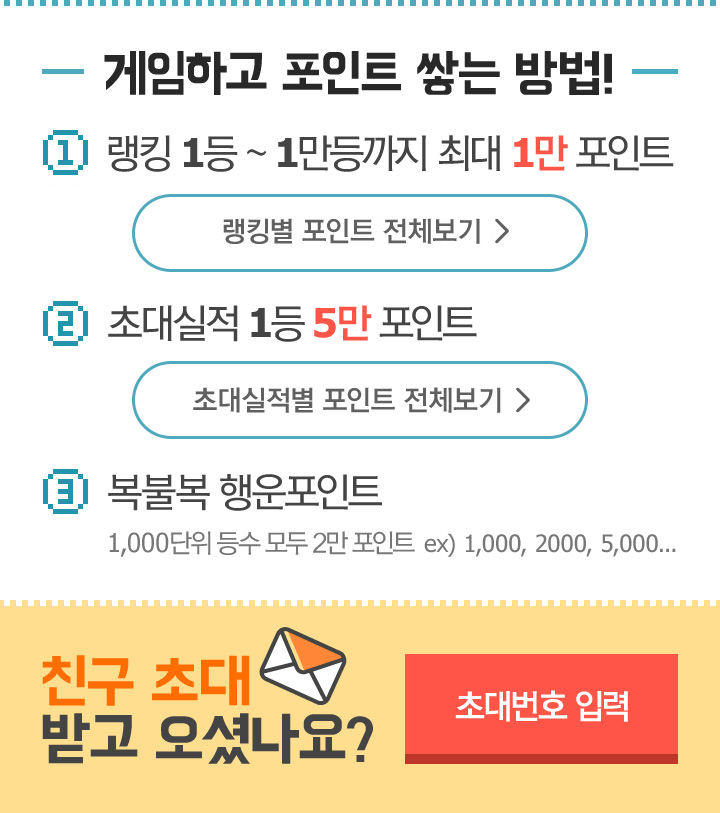 게임하고 포인트 쌓는 방법!
1 랭킹 1등 ~ 1만등까지 최대 1만 포인트
랭킹별 포인트 전체보기 >
2 초대실적 1등 5만 포인트
초대실적별 포인트 전체보기 >
3 복불복 행운포인트
1,000단위 등수 모두 2만 포인트 ex) 1,000, 2000, 5,000...
친구 초대
받고 오셨나요?
초대번호 입력